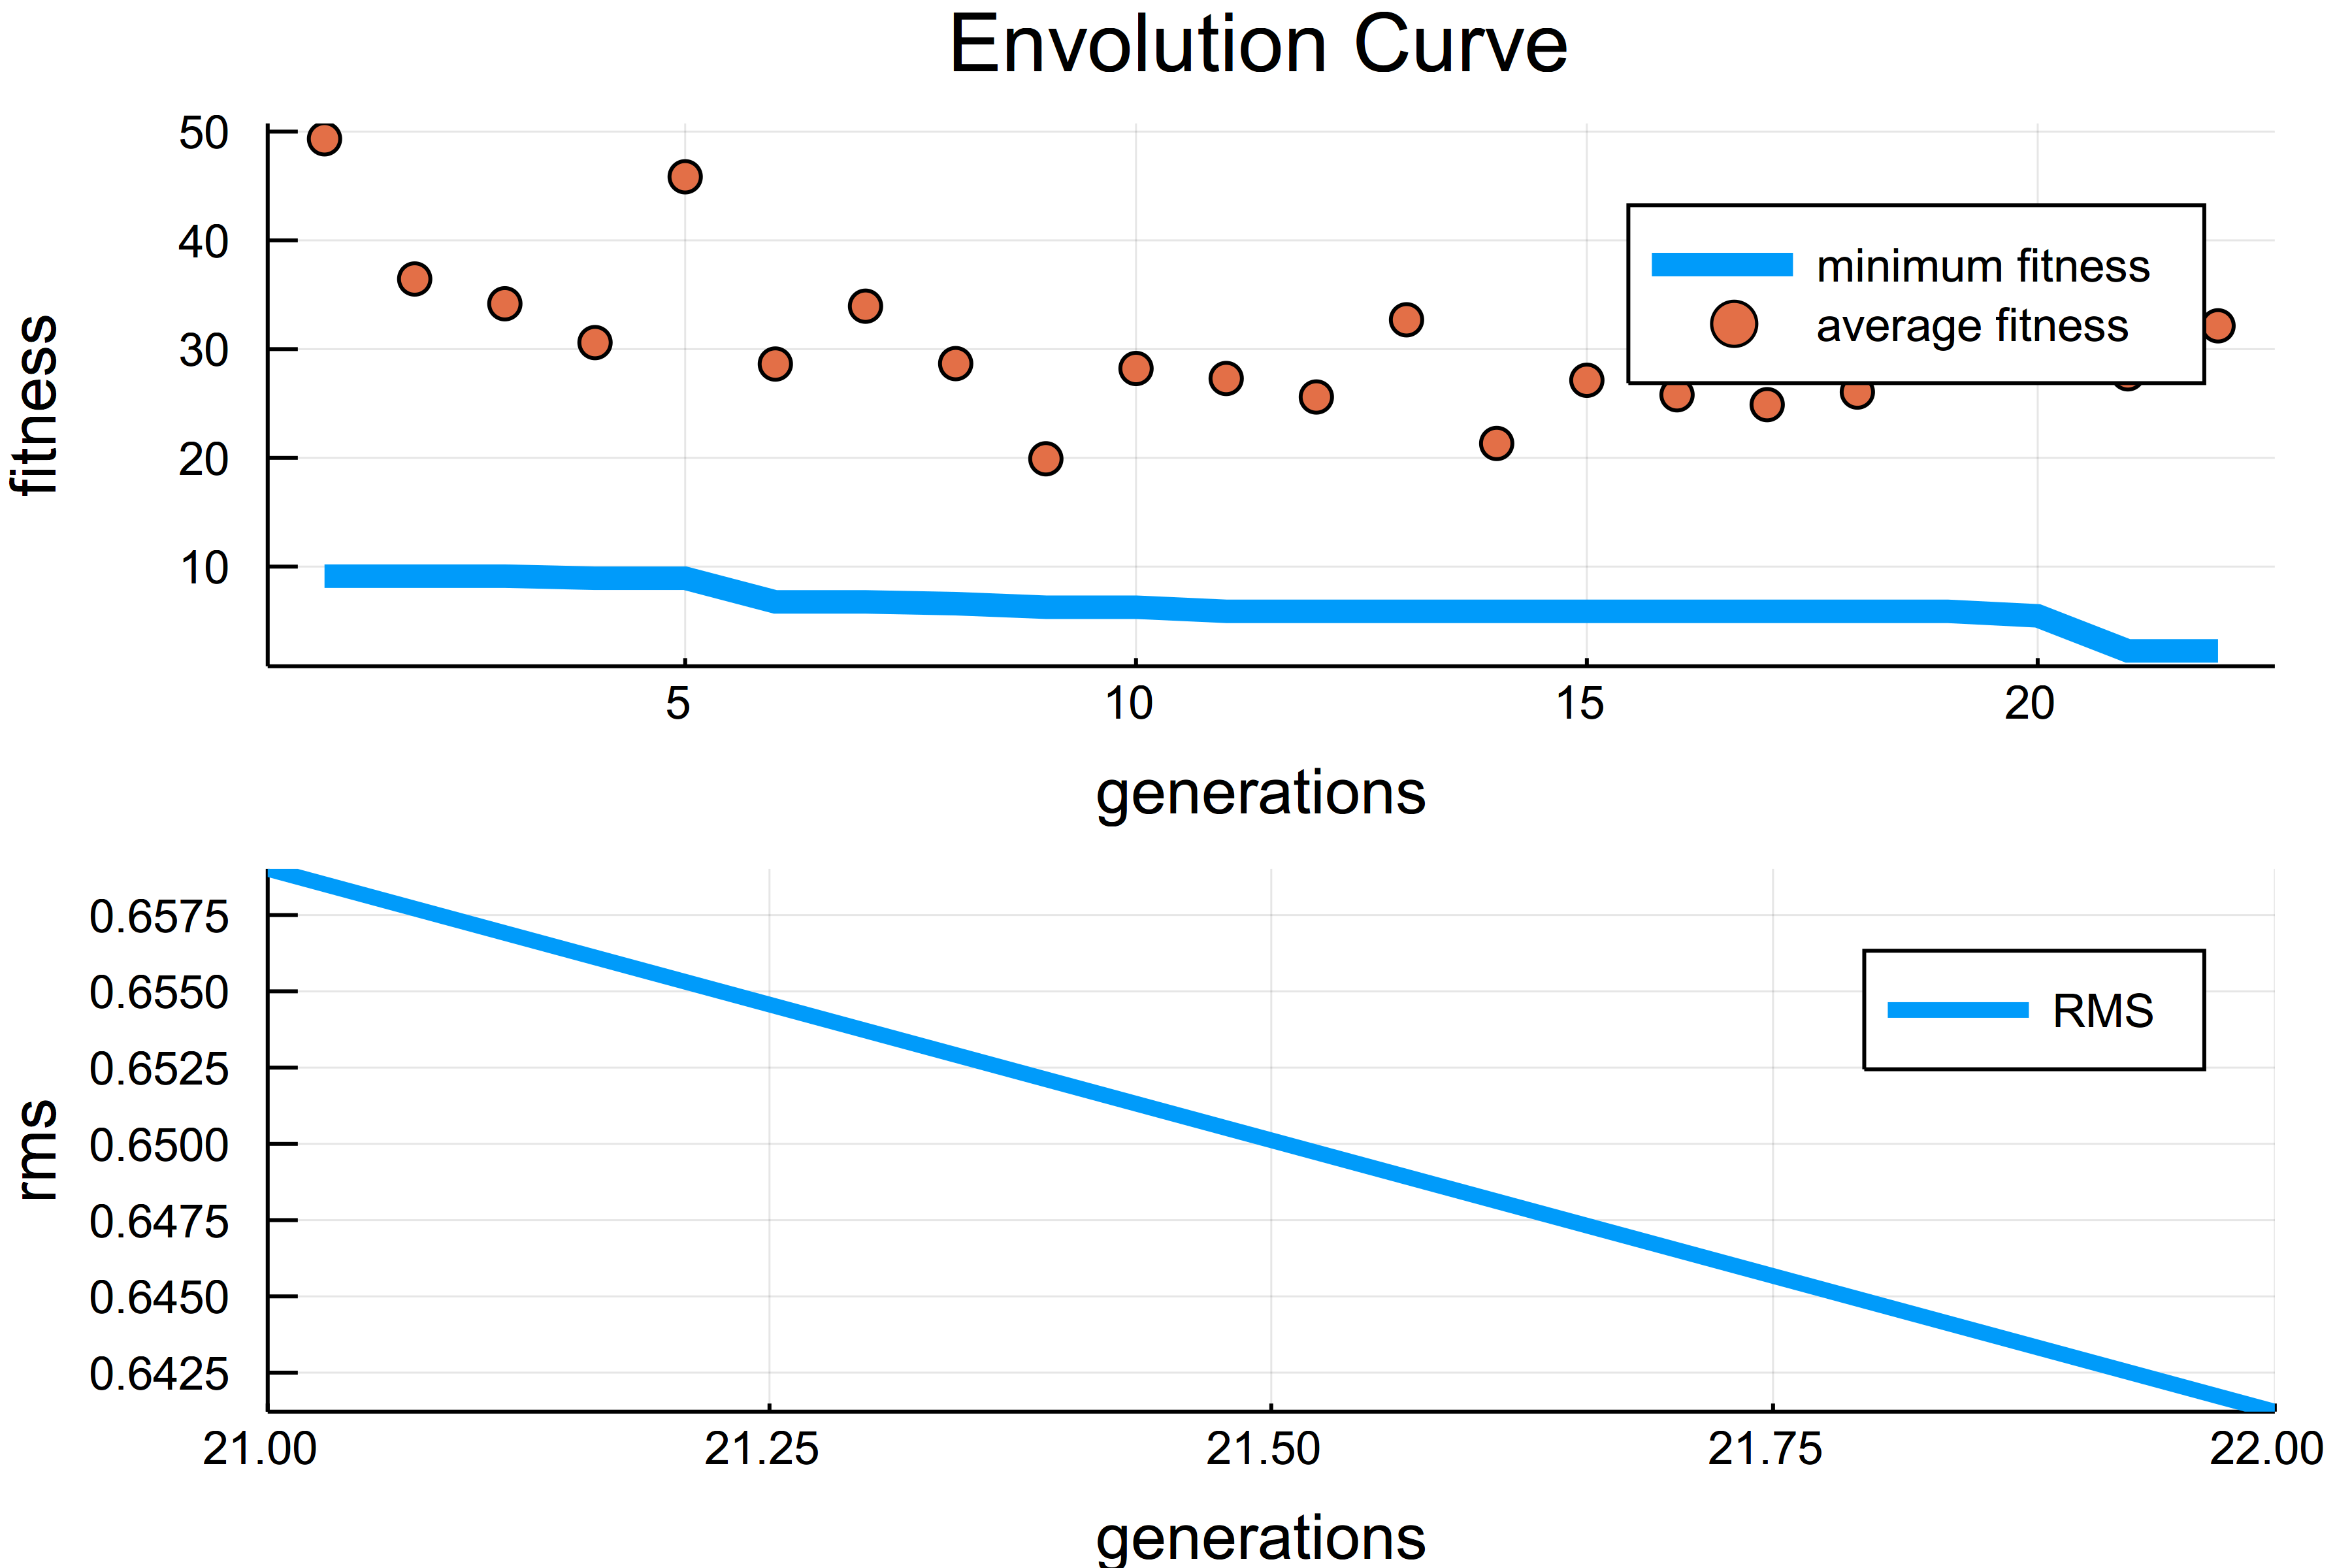 Envolution Curve
50
40
30
20
10
fitness
minimum fitness
average fitness
5 10 15 20
generations
0.6575
0.6550
0.6525
0.6500
0.6475
0.6450
0.6425
rms
RMS
21.00 21.25 21.50 21.75 22.00
generations